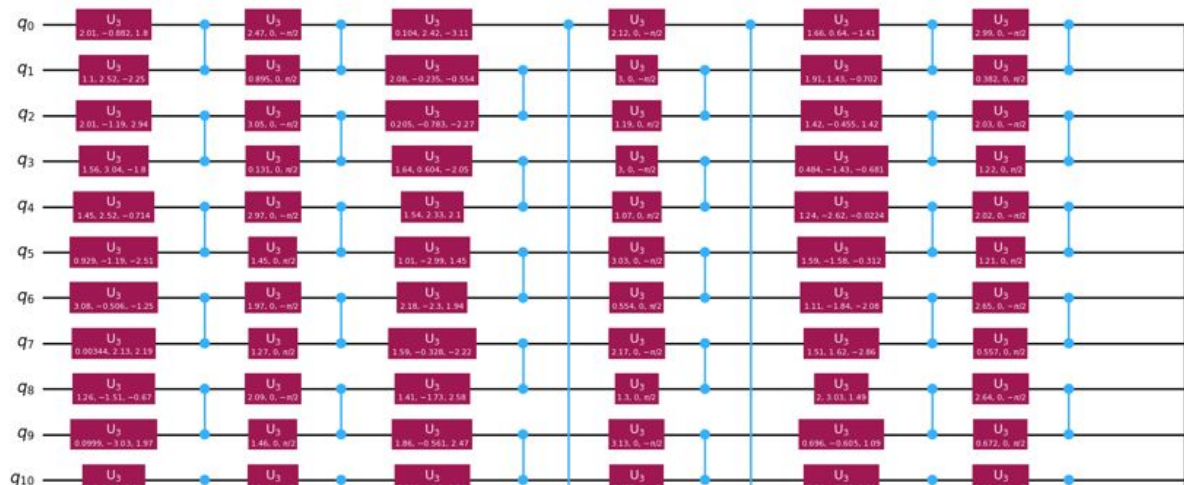 q0 U3 U3 U3 U3 U3 U3
2.01, −0.882, 1.8 2.47, 0, −π/2 0.104, 2.42, −3.11 2.12, 0, −π/2 1.66, 0.64, −1.41 2.99, 0, −π/2
q1 U3 U3 U3 U3 U3 U3
1.1, 2.52, −2.25 0.895, 0, π/2 2.08, −0.235, −0.554 3, 0, −π/2 1.91, 1.43, −0.702 0.382, 0, π/2
q2 U3 U3 U3 U3 U3 U3
2.01, −1.19, 2.94 3.05, 0, −π/2 0.205, −0.783, −2.27 1.19, 0, π/2 1.42, −0.455, 1.42 2.03, 0, −π/2
q3 U3 U3 U3 U3 U3 U3
1.56, 3.04, −1.8 0.131, 0, π/2 1.64, 0.604, −2.05 3, 0, −π/2 0.484, −1.43, −0.681 1.22, 0, π/2
q4 U3 U3 U3 U3 U3 U3
1.45, 2.52, −0.714 2.97, 0, −π/2 1.54, 2.33, 2.1 1.07, 0, π/2 1.24, −2.62, −0.0224 2.02, 0, −π/2
q5 U3 U3 U3 U3 U3 U3
0.929, −1.19, −2.51 1.45, 0, π/2 1.01, −2.99, 1.45 3.03, 0, −π/2 1.59, −1.58, −0.312 1.21, 0, π/2
q6 U3 U3 U3 U3 U3 U3
3.08, −0.506, −1.25 1.97, 0, −π/2 2.18, −2.3, 1.94 0.554, 0, π/2 1.11, −1.84, −2.08 2.65, 0, −π/2
q7 U3 U3 U3 U3 U3 U3
0.00344, 2.13, 2.19 1.27, 0, π/2 1.59, −0.328, −2.22 2.17, 0, −π/2 1.51, 1.62, −2.86 0.557, 0, π/2
q8 U3 U3 U3 U3 U3 U3
1.26, −1.51, −0.67 2.09, 0, −π/2 1.41, −1.73, 2.58 1.3, 0, π/2 2, 3.03, 1.49 2.64, 0, −π/2
q9 U3 U3 U3 U3 U3 U3
0.0999, −3.03, 1.97 1.46, 0, π/2 1.86, −0.561, 2.47 3.13, 0, −π/2 0.696, −0.605, 1.09 0.672, 0, π/2
q10 U3 U3 U3 U3 U3 U3